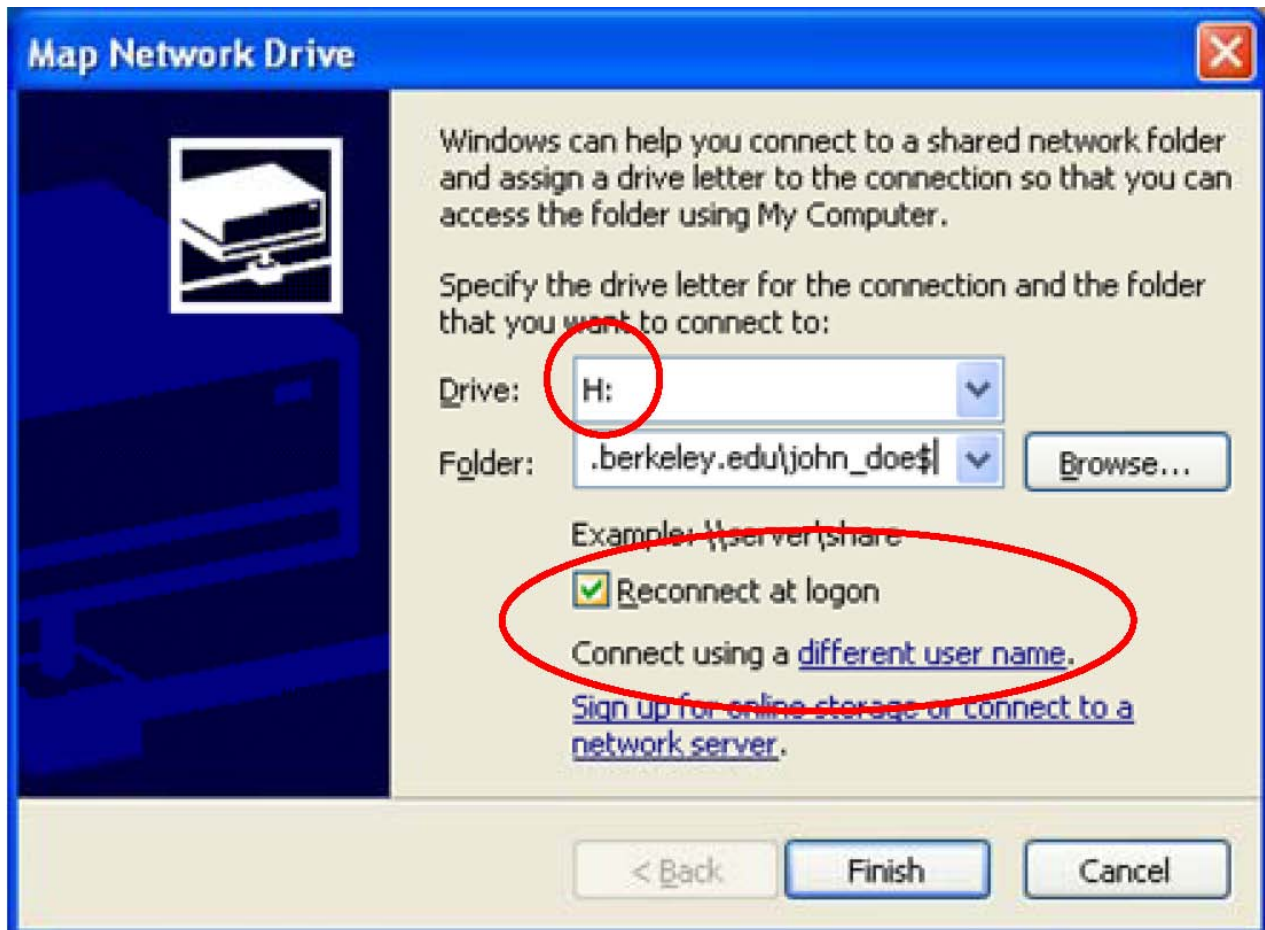 Map Network Drive
Windows can help you connect to a shared network folder
and assign a drive letter to the connection so that you can
access the folder using My Computer.
Specify the drive letter for the connection and the folder
that you want to connect to:
Drive: H:
Folder: .berkeley.edu\john_doe$ Browse...
Example: \\server\share
Reconnect at logon
Connect using a different user name.
Sign up for online storage or connect to a
network server.
< Back Finish Cancel